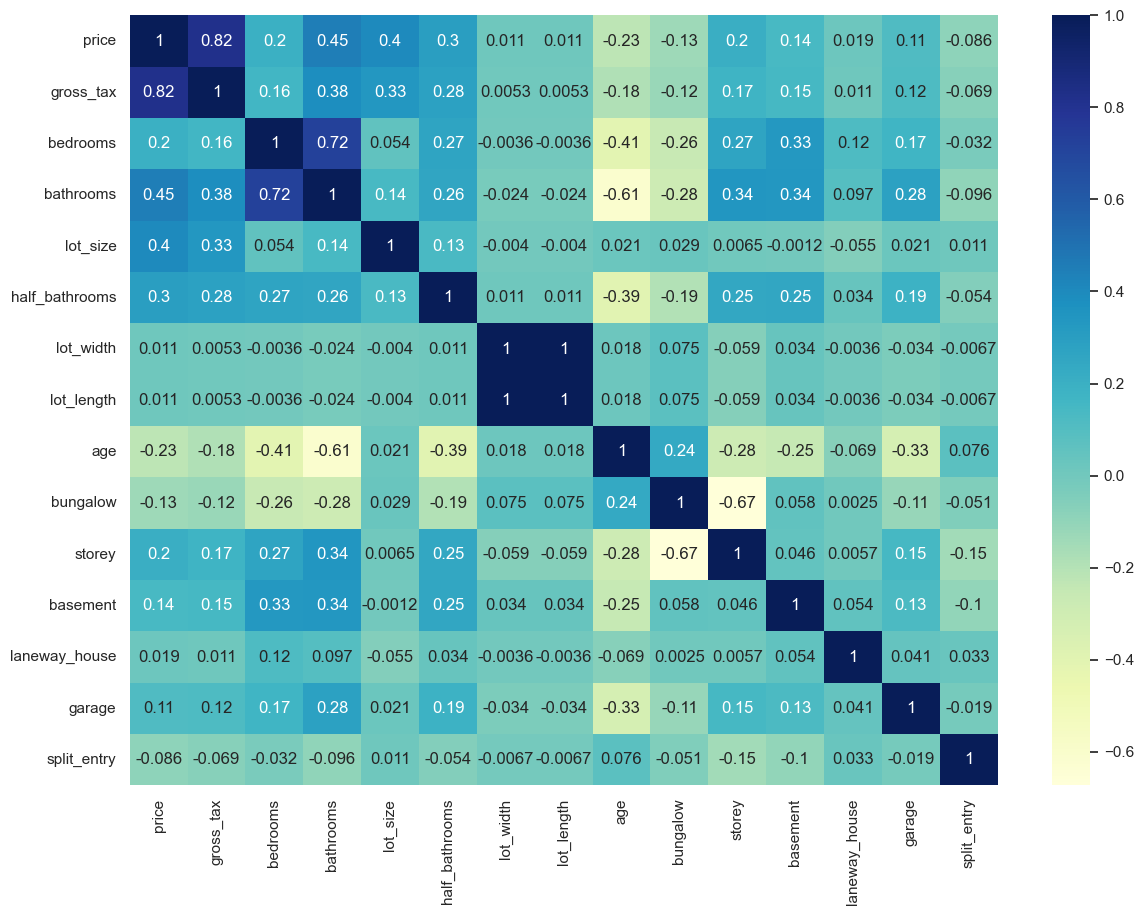 price 1 0.82 0.2 0.45 0.4 0.3 0.011 0.011 -0.23 -0.13 0.2 0.14 0.019 0.11 -0.086
gross_tax 0.82 1 0.16 0.38 0.33 0.28 0.0053 0.0053 -0.18 -0.12 0.17 0.15 0.011 0.12 -0.069
bedrooms 0.2 0.16 1 0.72 0.054 0.27 -0.0036 -0.0036 -0.41 -0.26 0.27 0.33 0.12 0.17 -0.032
bathrooms 0.45 0.38 0.72 1 0.14 0.26 -0.024 -0.024 -0.61 -0.28 0.34 0.34 0.097 0.28 -0.096
lot_size 0.4 0.33 0.054 0.14 1 0.13 -0.004 -0.004 0.021 0.029 0.0065 -0.0012 -0.055 0.021 0.011
half_bathrooms 0.3 0.28 0.27 0.26 0.13 1 0.011 0.011 -0.39 -0.19 0.25 0.25 0.034 0.19 -0.054
lot_width 0.011 0.0053 -0.0036 -0.024 -0.004 0.011 1 1 0.018 0.075 -0.059 0.034 -0.0036 -0.034 -0.0067
lot_length 0.011 0.0053 -0.0036 -0.024 -0.004 0.011 1 1 0.018 0.075 -0.059 0.034 -0.0036 -0.034 -0.0067
age -0.23 -0.18 -0.41 -0.61 0.021 -0.39 0.018 0.018 1 0.24 -0.28 -0.25 -0.069 -0.33 0.076
bungalow -0.13 -0.12 -0.26 -0.28 0.029 -0.19 0.075 0.075 0.24 1 -0.67 0.058 0.0025 -0.11 -0.051
storey 0.2 0.17 0.27 0.34 0.0065 0.25 -0.059 -0.059 -0.28 -0.67 1 0.046 0.0057 0.15 -0.15
basement 0.14 0.15 0.33 0.34 -0.0012 0.25 0.034 0.034 -0.25 0.058 0.046 1 0.054 0.13 -0.1
laneway_house 0.019 0.011 0.12 0.097 -0.055 0.034 -0.0036 -0.0036 -0.069 0.0025 0.0057 0.054 1 0.041 0.033
garage 0.11 0.12 0.17 0.28 0.021 0.19 -0.034 -0.034 -0.33 -0.11 0.15 0.13 0.041 1 -0.019
split_entry -0.086 -0.069 -0.032 -0.096 0.011 -0.054 -0.0067 -0.0067 0.076 -0.051 -0.15 -0.1 0.033 -0.019 1
price
gross_tax
bedrooms
bathrooms
lot_size
half_bathrooms
lot_width
lot_length
age
bungalow
storey
basement
laneway_house
garage
split_entry
1.0
0.8
0.6
0.4
0.2
0.0
−0.2
−0.4
−0.6